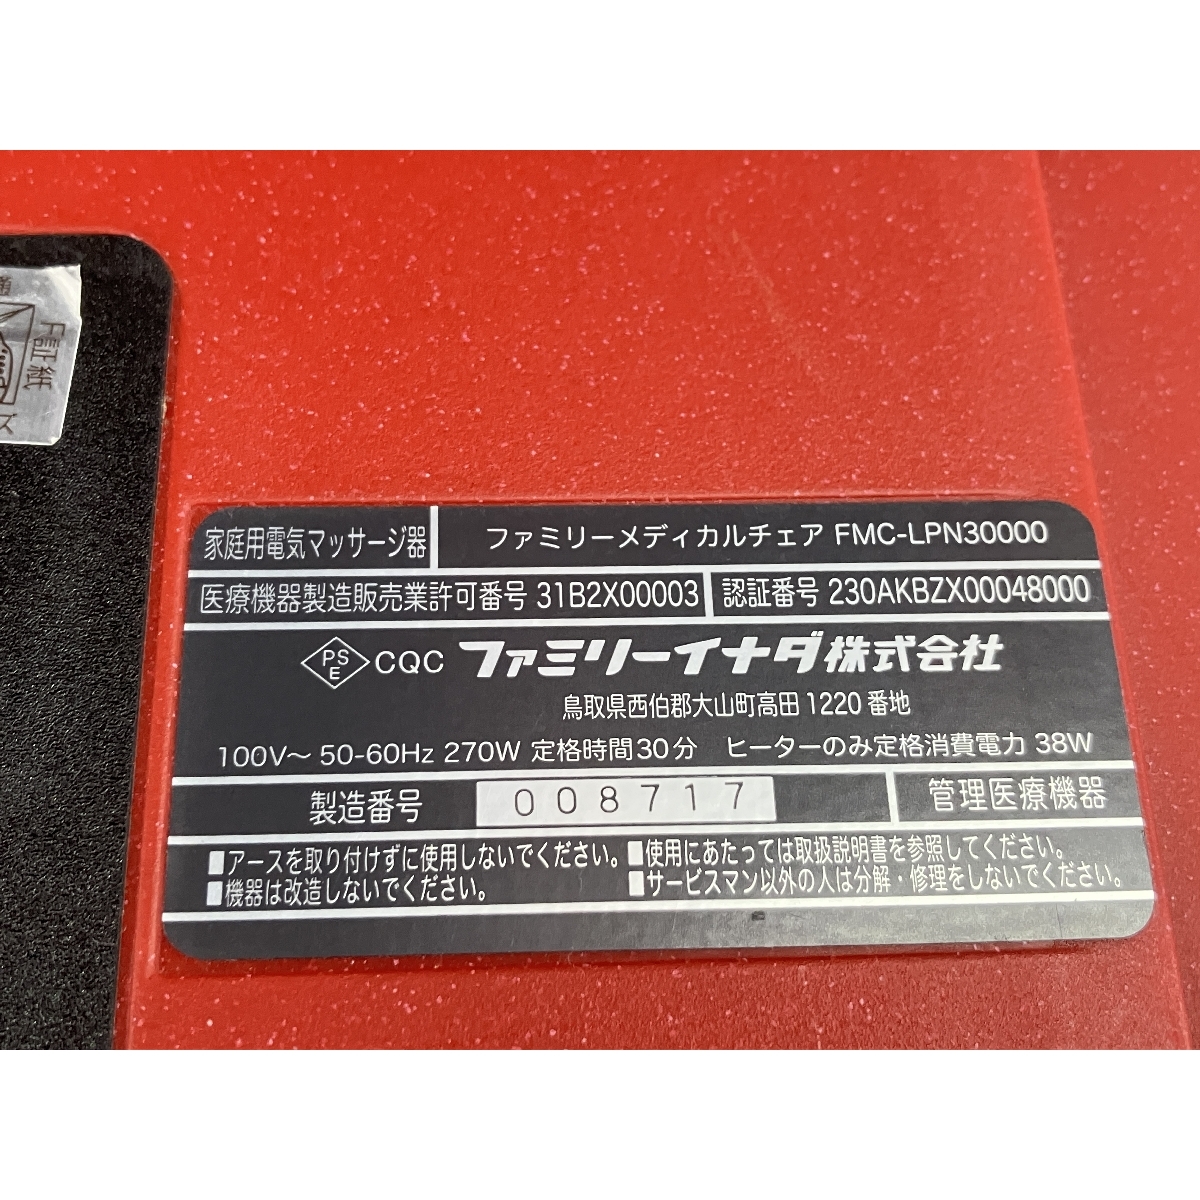 証紙
家庭用電気マッサージ器 ファミリーメディカルチェア FMC-LPN30000
医療機器製造販売業許可番号 31B2X00003 認証番号 230AKBZX00048000
PSE CQC ファミリーイナダ株式会社
鳥取県西伯郡大山町高田1220番地
100V～ 50-60Hz 270W 定格時間30分 ヒーターのみ定格消費電力 38W
製造番号 008717 管理医療機器
■アースを取り付けずに使用しないでください。 ■使用にあたっては取扱説明書を参照してください。
■機器は改造しないでください。 ■サービスマン以外の人は分解・修理をしないでください。